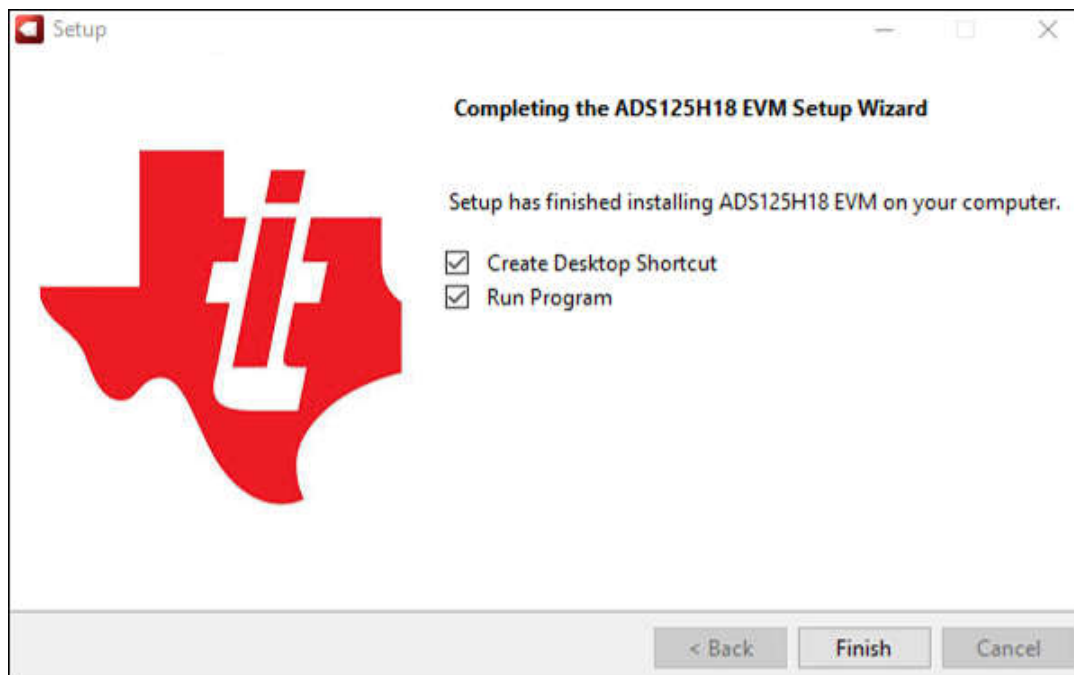 Setup
Completing the ADS125H18 EVM Setup Wizard
Setup has finished installing ADS125H18 EVM on your computer.
Create Desktop Shortcut
Run Program
< Back Finish Cancel